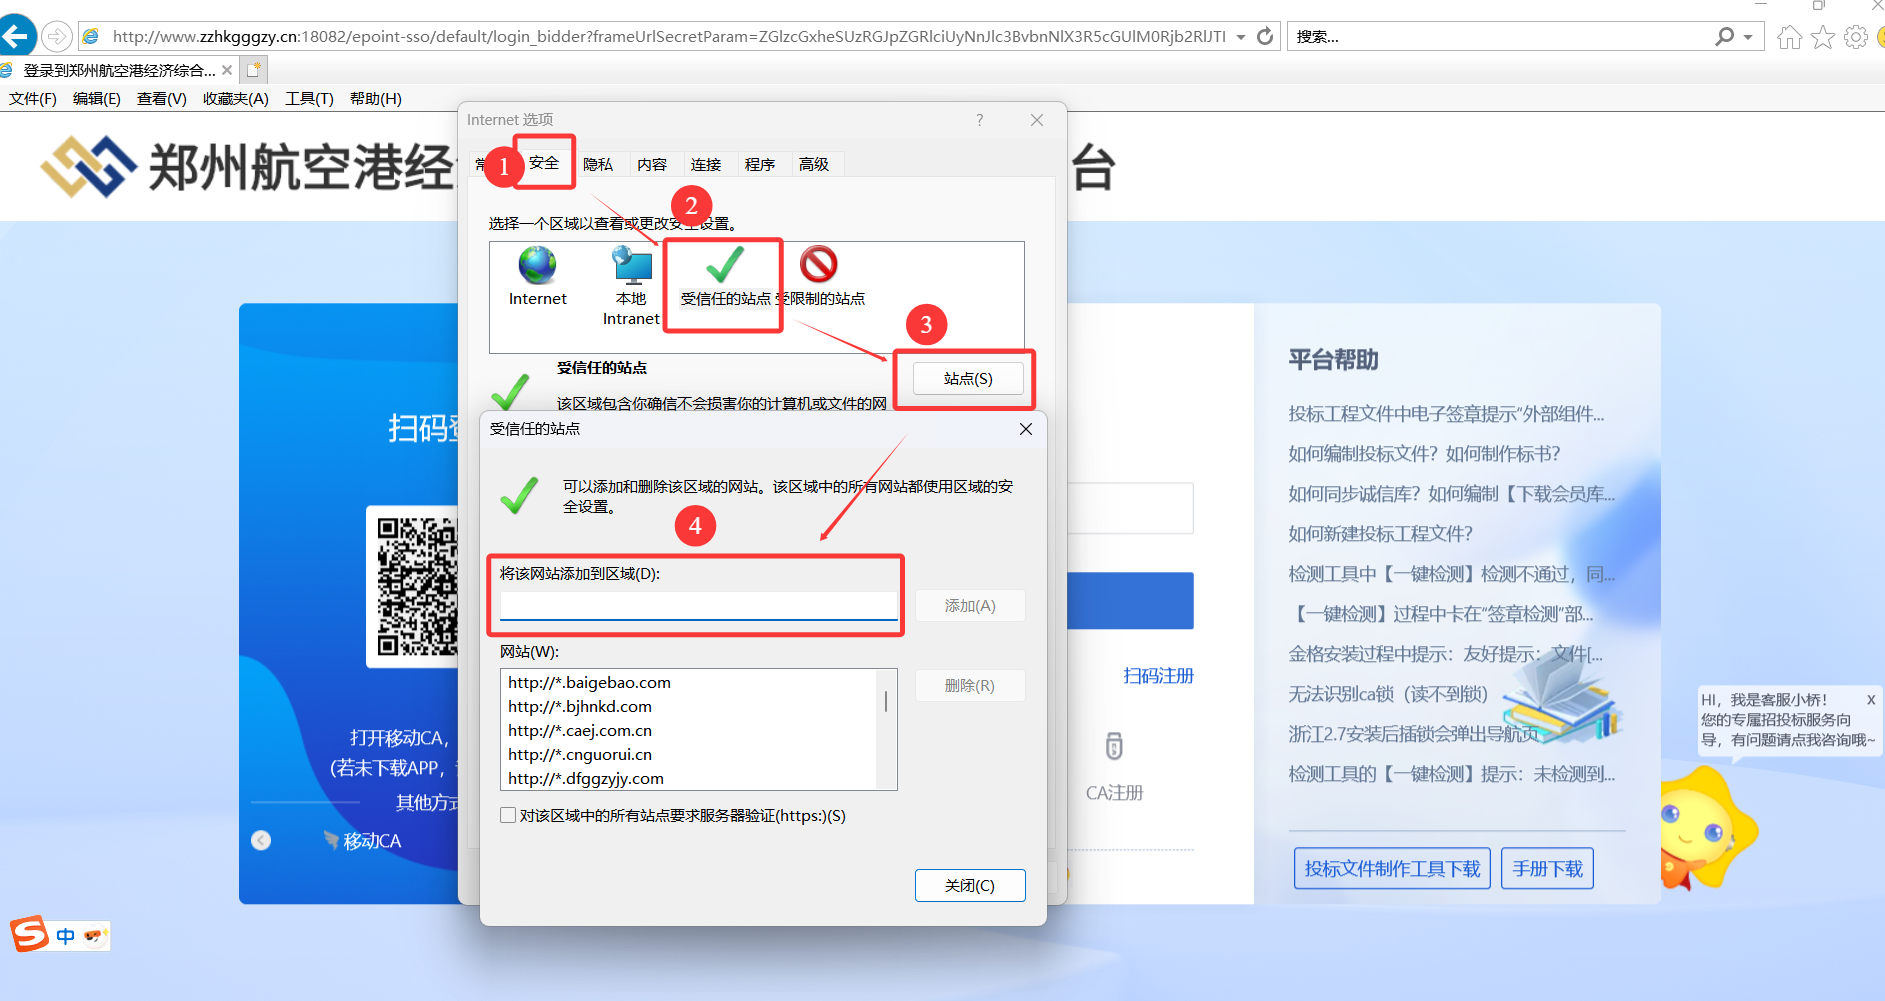 http://www.zzhkgggzy.cn:18082/epoint-sso/default/login_bidder?frameUrlSecretParam=ZGlzcGxheSUzRGJpZGRlciUyNnJlc3BvbnNlX3R5cGUlM0Rjb2RlJTI
搜索...
登录到郑州航空港经济综合...
文件(F) 编辑(E) 查看(V) 收藏夹(A) 工具(T) 帮助(H)
郑州航空港经
台
Internet 选项
?
常
1
安全 隐私 内容 连接 程序 高级
2
选择一个区域以查看或更改安全设置。
Internet
本地
Intranet
受信任的站点
受限制的站点
3
受信任的站点
站点(S)
该区域包含你确信不会损害你的计算机或文件的网
受信任的站点
可以添加和删除该区域的网站。该区域中的所有网站都使用区域的安
全设置。
4
将该网站添加到区域(D):
添加(A)
网站(W):
http://*.baigebao.com
http://*.bjhnkd.com
http://*.caej.com.cn
http://*.cnguorui.cn
http://*.dfggzyjy.com
删除(R)
对该区域中的所有站点要求服务器验证(https:)(S)
关闭(C)
扫码
打开移动CA，
(若未下载APP，
其他方式
移动CA
扫码注册
CA注册
平台帮助
投标工程文件中电子签章提示“外部组件...
如何编制投标文件？如何制作标书？
如何同步诚信库？如何编制【下载会员库...
如何新建投标工程文件？
检测工具中【一键检测】检测不通过，同...
【一键检测】过程中卡在“签章检测”部...
金格安装过程中提示：友好提示：文件[...
无法识别ca锁（读不到锁）
浙江2.7安装后插锁会弹出导航页
检测工具的【一键检测】提示：未检测到...
投标文件制作工具下载
手册下载
HI，我是客服小桥！ X
您的专属招投标服务向
导，有问题请点我咨询哦~
S 中